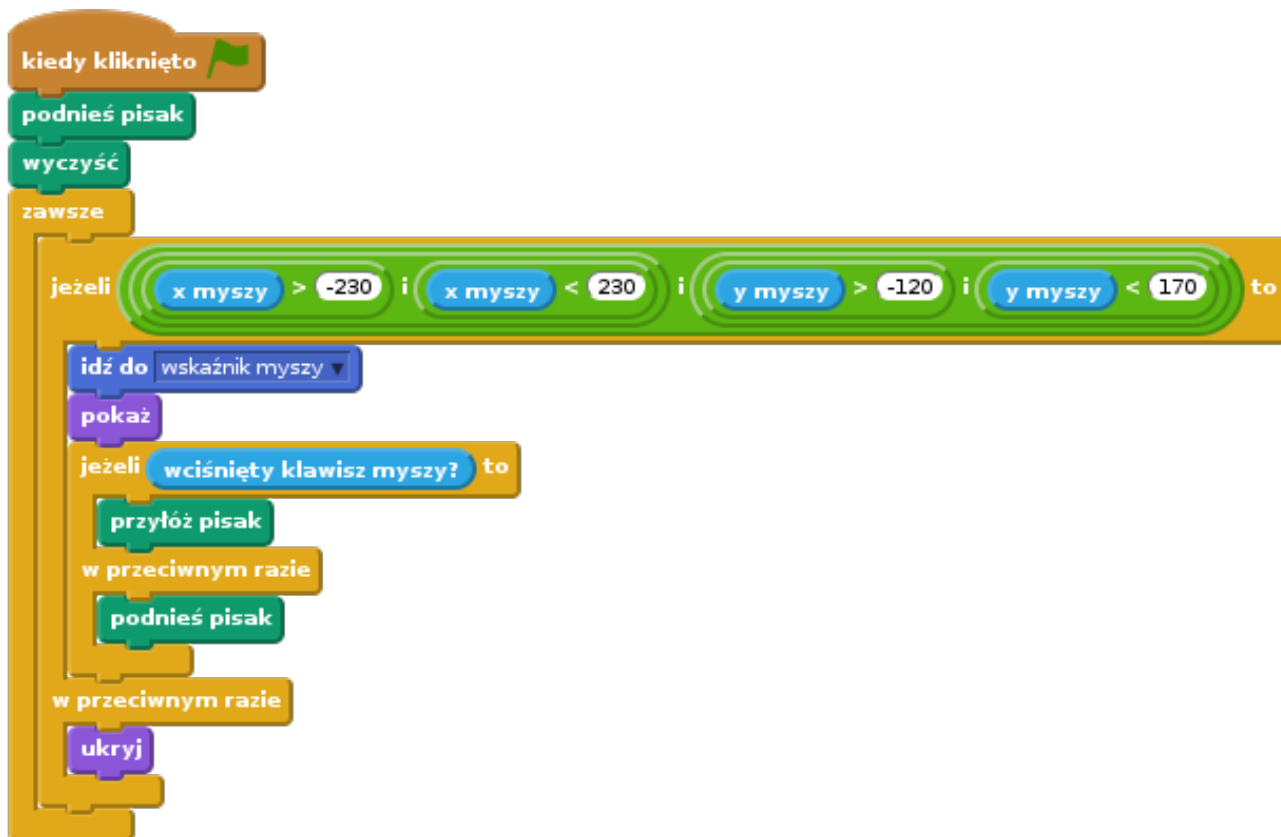 kiedy kliknięto
podnieś pisak
wyczyść
zawsze
jeżeli x myszy > -230 i x myszy < 230 i y myszy > -120 i y myszy < 170 to
idź do wskaźnik myszy
pokaż
jeżeli wciśnięty klawisz myszy? to
przyłóż pisak
w przeciwnym razie
podnieś pisak
w przeciwnym razie
ukryj